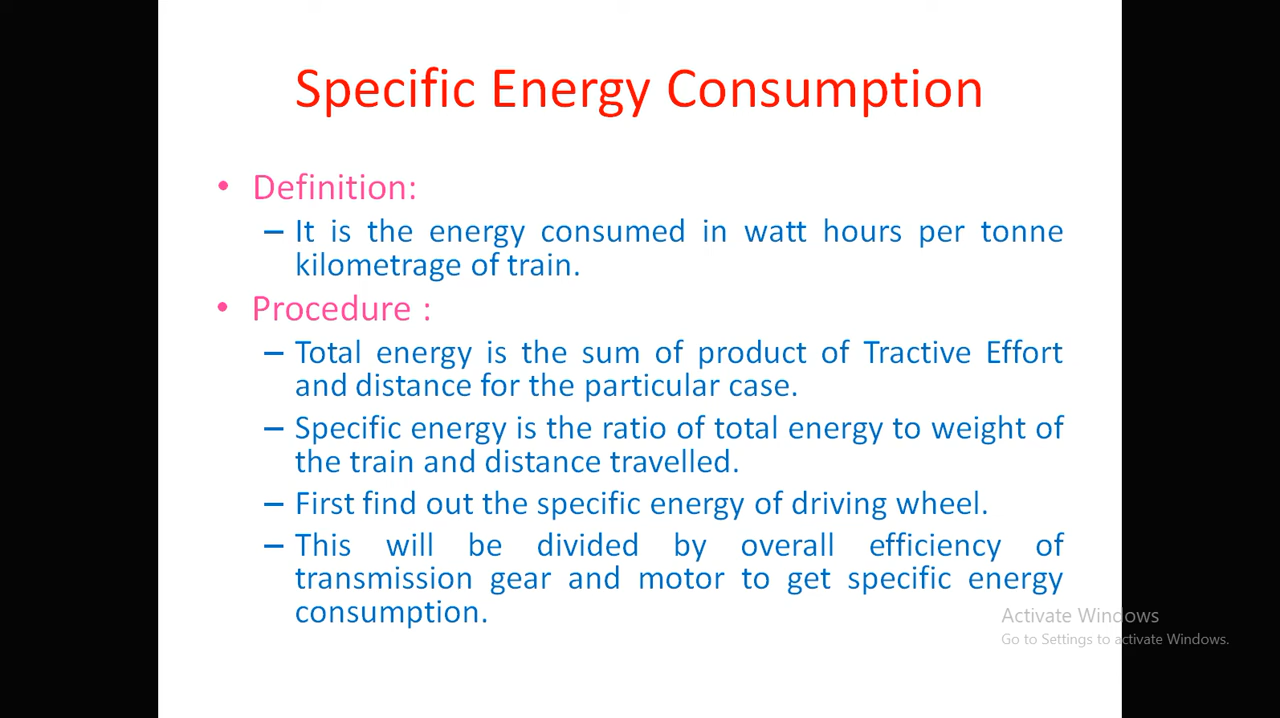 Specific Energy Consumption
• Definition:
– It is the energy consumed in watt hours per tonne
kilometrage of train.
• Procedure :
– Total energy is the sum of product of Tractive Effort
and distance for the particular case.
– Specific energy is the ratio of total energy to weight of
the train and distance travelled.
– First find out the specific energy of driving wheel.
– This will be divided by overall efficiency of
transmission gear and motor to get specific energy
consumption.
Activate Windows
Go to Settings to activate Windows.